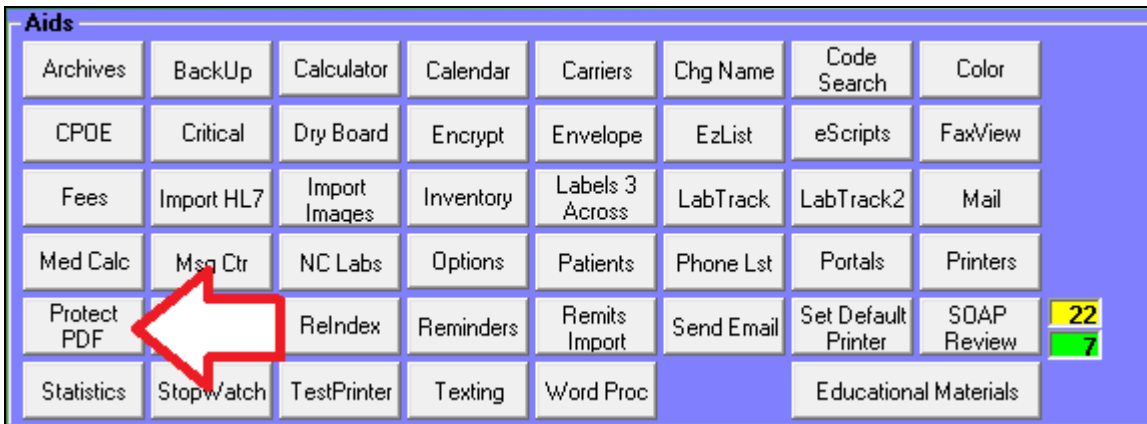 Aids
Archives BackUp Calculator Calendar Carriers Chg Name Code Search Color
CPOE Critical Dry Board Encrypt Envelope EzList eScripts FaxView
Fees Import HL7 Import Images Inventory Labels 3 Across LabTrack LabTrack2 Mail
Med Calc Msg Ctr NC Labs Options Patients Phone Lst Portals Printers
Protect PDF ReIndex Reminders Remits Import Send Email Set Default Printer SOAP Review 22
7
Statistics StopWatch TestPrinter Texting Word Proc Educational Materials